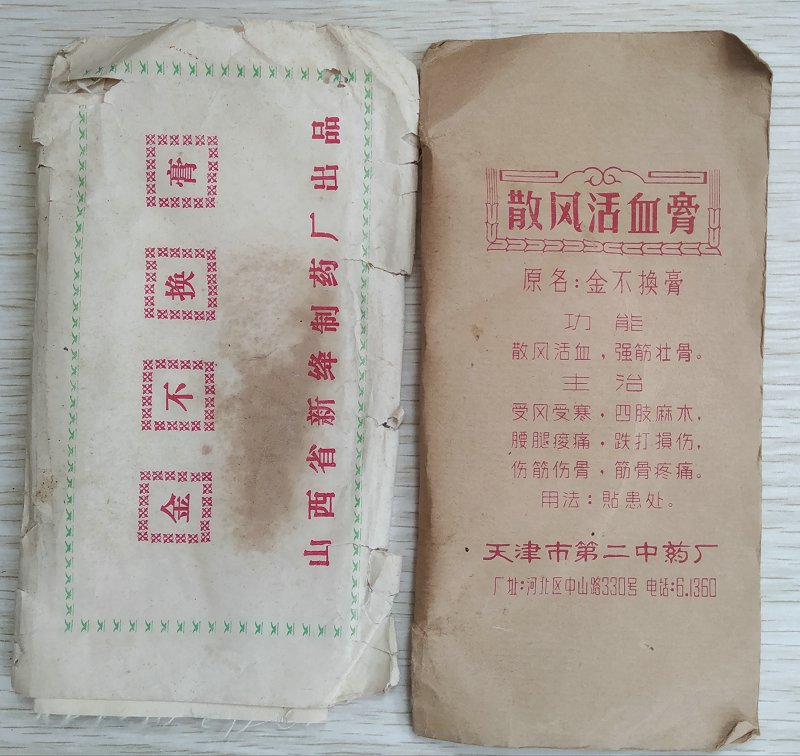 金不换膏
山西省新绛制药厂出品
散风活血膏
原名:金不換膏
功能
散风活血,强筋壮骨。
主治
受风受寒,四肢麻木,
腰腿痠痛,跌打損伤,
伤筋伤骨,筋骨疼痛。
用法:貼患处。
天津市第二中药厂
厂址:河北区中山路330号 电话:6.1360